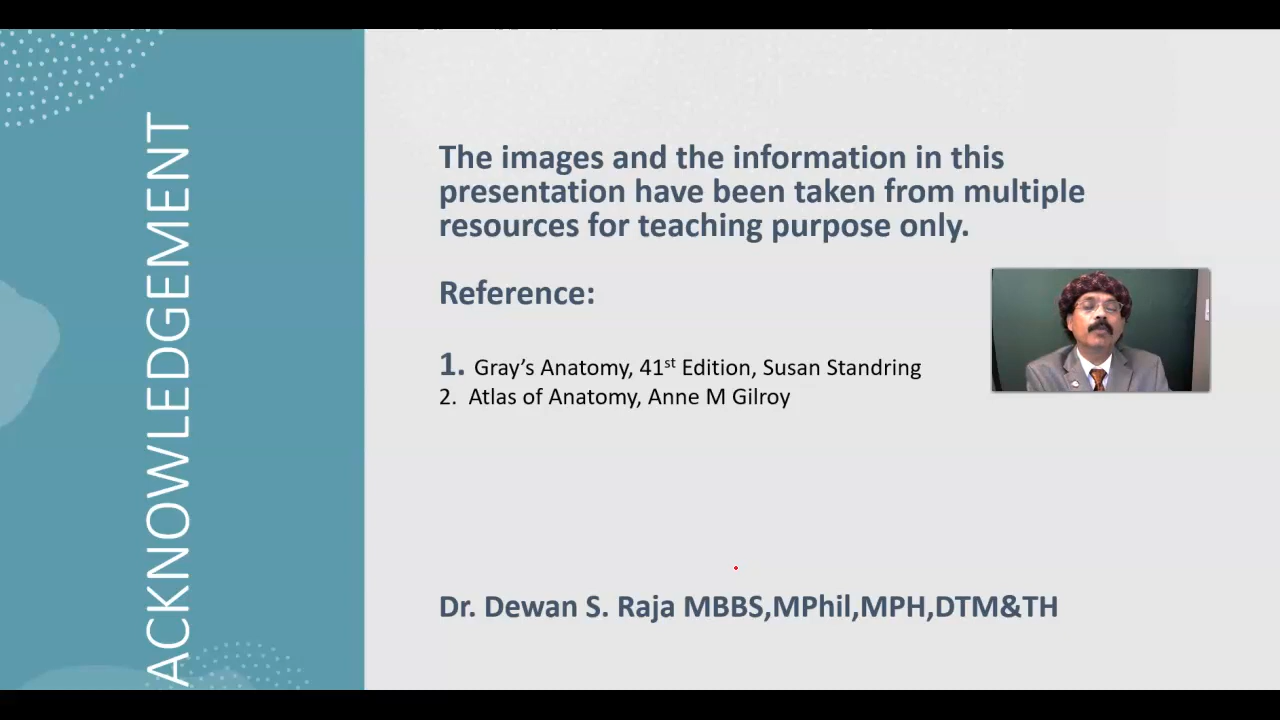 ACKNOWLEDGEMENT
The images and the information in this
presentation have been taken from multiple
resources for teaching purpose only.
Reference:
1. Gray’s Anatomy, 41st Edition, Susan Standring
2. Atlas of Anatomy, Anne M Gilroy
Dr. Dewan S. Raja MBBS,MPhil,MPH,DTM&TH